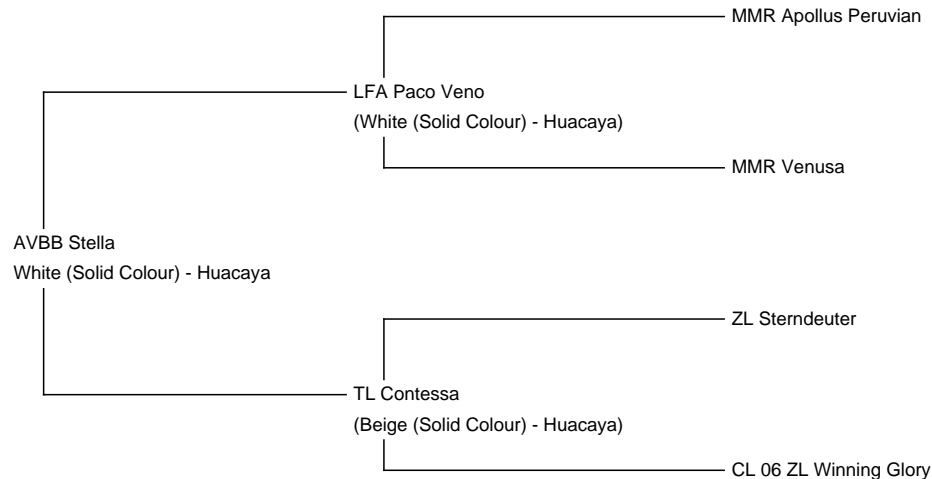 MMR Apollus Peruvian
LFA Paco Veno
(White (Solid Colour) - Huacaya)
MMR Venusa
AVBB Stella
White (Solid Colour) - Huacaya
ZL Sterndeuter
TL Contessa
(Beige (Solid Colour) - Huacaya)
CL 06 ZL Winning Glory